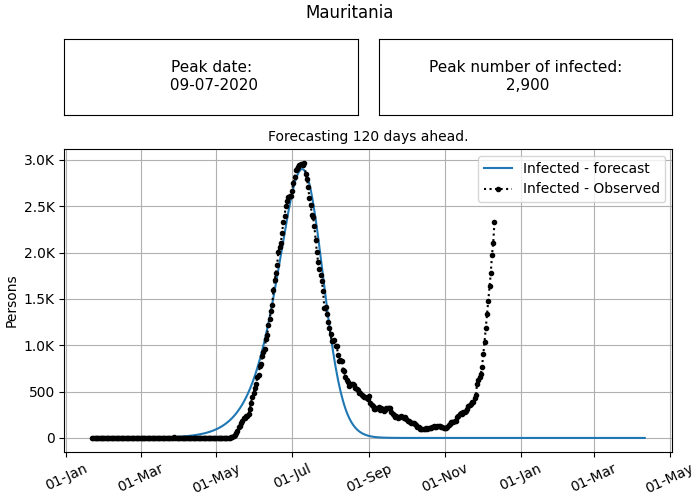 Mauritania
Peak date:
09-07-2020
Peak number of infected:
2,900
Forecasting 120 days ahead.
Infected - forecast
Infected - Observed
3.0K
2.5K
2.0K
1.5K
1.0K
500
0
Persons
01-Jan
01-Mar
01-May
01-Jul
01-Sep
01-Nov
01-Jan
01-Mar
01-May